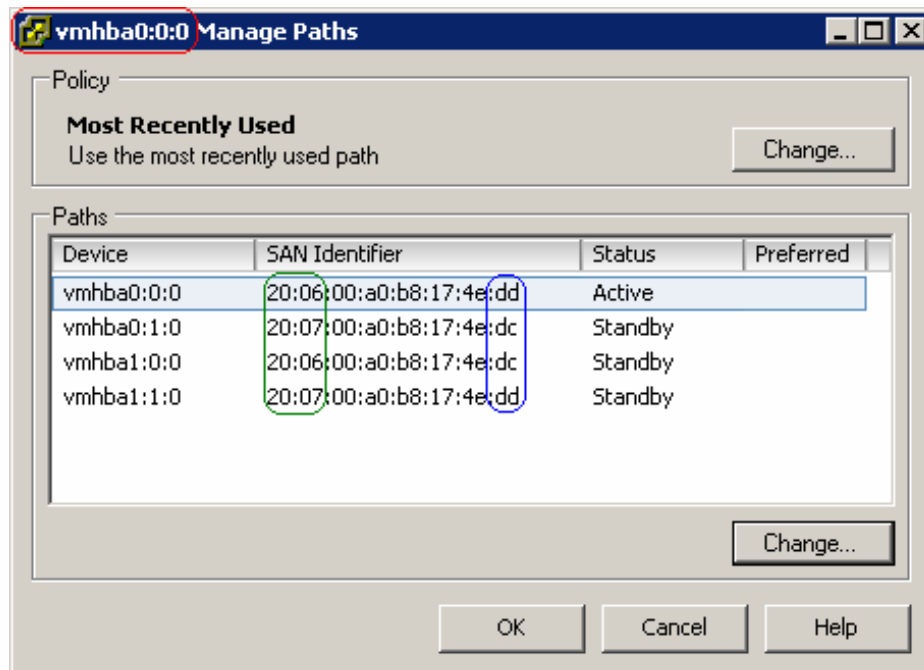 vmhba0:0:0 Manage Paths
Policy
Most Recently Used
Use the most recently used path
Change...
Paths
Device SAN Identifier Status Preferred
vmhba0:0:0 20:06:00:a0:b8:17:4e:dd Active
vmhba0:1:0 20:07:00:a0:b8:17:4e:dc Standby
vmhba1:0:0 20:06:00:a0:b8:17:4e:dc Standby
vmhba1:1:0 20:07:00:a0:b8:17:4e:dd Standby
Change...
OK Cancel Help